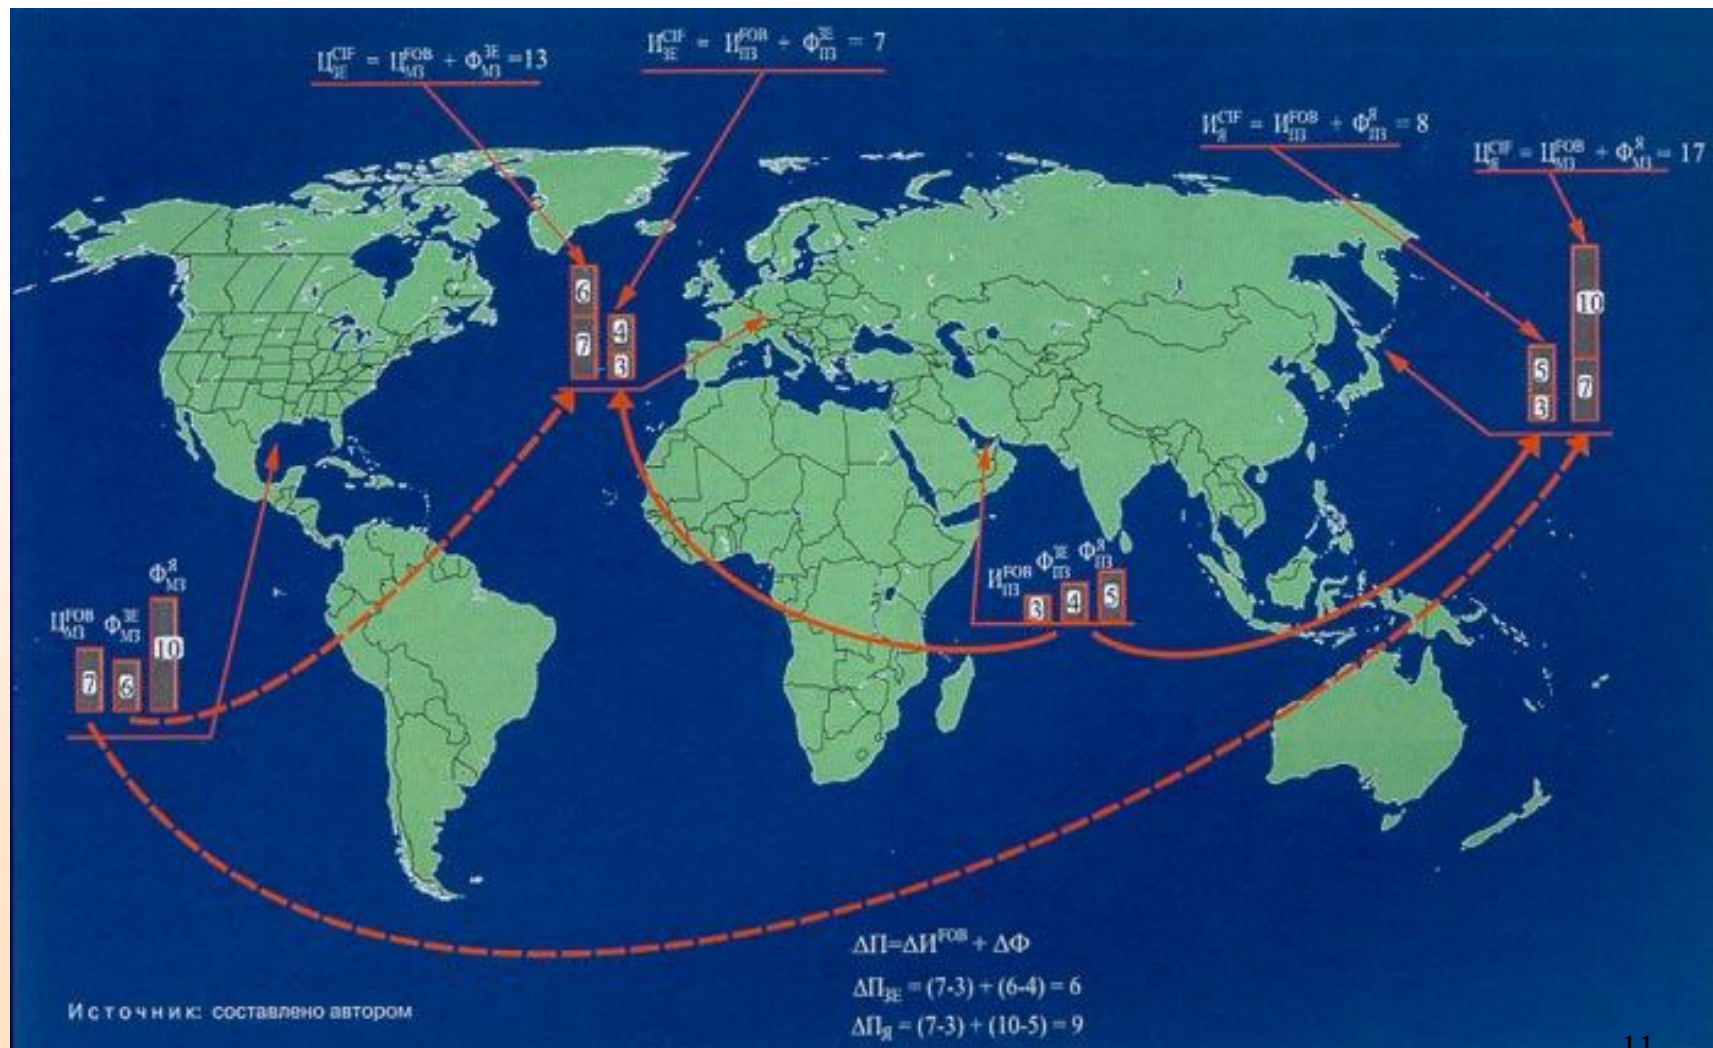 Ц^CIF_ЗЕ = Ц^FOB_МЗ + Ф^ЗЕ_МЗ =13
И^CIF_ЗЕ = И^FOB_ПЗ + Ф^ЗЕ_ПЗ = 7
И^CIF_Я = И^FOB_ПЗ + Ф^Я_ПЗ = 8
Ц^CIF_Я = Ц^FOB_МЗ + Ф^Я_МЗ = 17
6
7
4
3
5
3
10
7
Ц^FOB_МЗ Ф^ЗЕ_МЗ Ф^Я_МЗ
7 6 10
И^FOB_ПЗ Ф^ЗЕ_ПЗ Ф^Я_ПЗ
3 4 5
ΔП=ΔИ^FOB + ΔФ
ΔП_ЗЕ = (7-3) + (6-4) = 6
ΔП_Я = (7-3) + (10-5) = 9
Источник: составлено автором
11